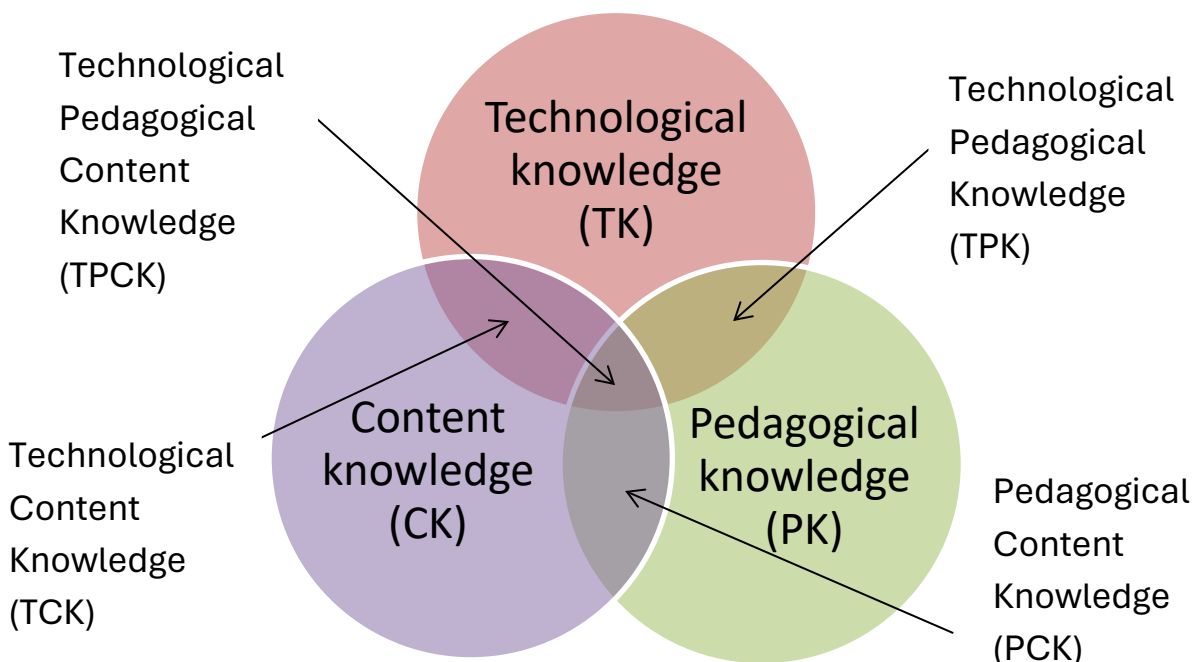 Technological
Pedagogical
Content
Knowledge
(TPCK)
Technological
knowledge
(TK)
Technological
Pedagogical
Knowledge
(TPK)
Content
knowledge
(CK)
Pedagogical
knowledge
(PK)
Technological
Content
Knowledge
(TCK)
Pedagogical
Content
Knowledge
(PCK)